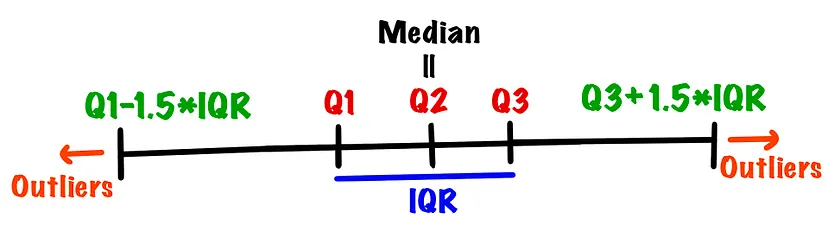 Median
=
Q1-1.5*IQR
Q1
Q2
Q3
Q3+1.5*IQR
Outliers
Outliers
IQR